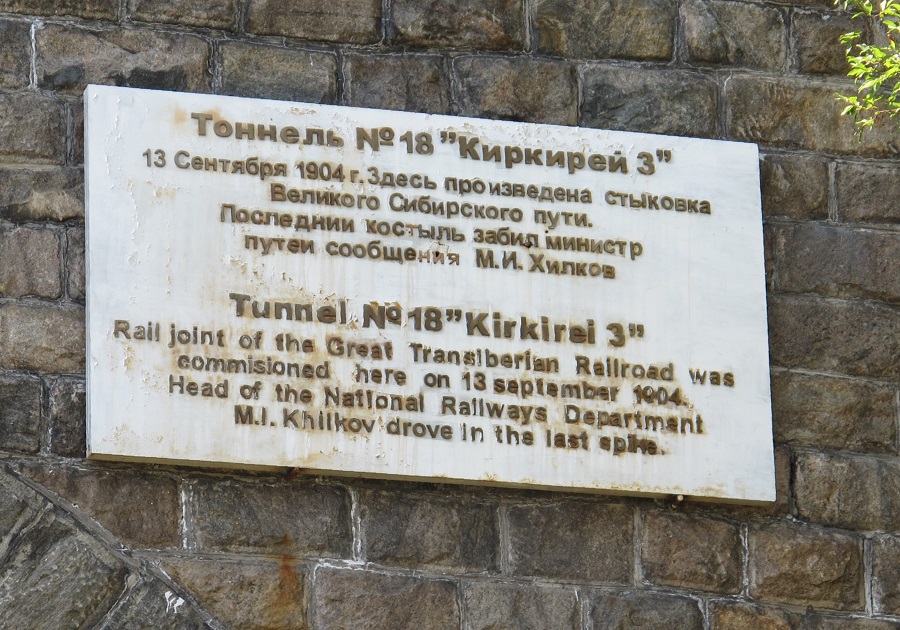 Тоннель №18 ”Киркирей 3”
13 Сентября 1904 г. Здесь произведена стыковка
Великого Сибирского пути.
Последнии костыль забил министр
путеи сообщения М.И. Хилков
Tunnel №18”Kirkirei 3”
Rail joint of the Great Transiberian Railroad was
commisioned here on 13 september 1904.
Head of the National Railways Department
M.I. Khilkov drove in the last spike.